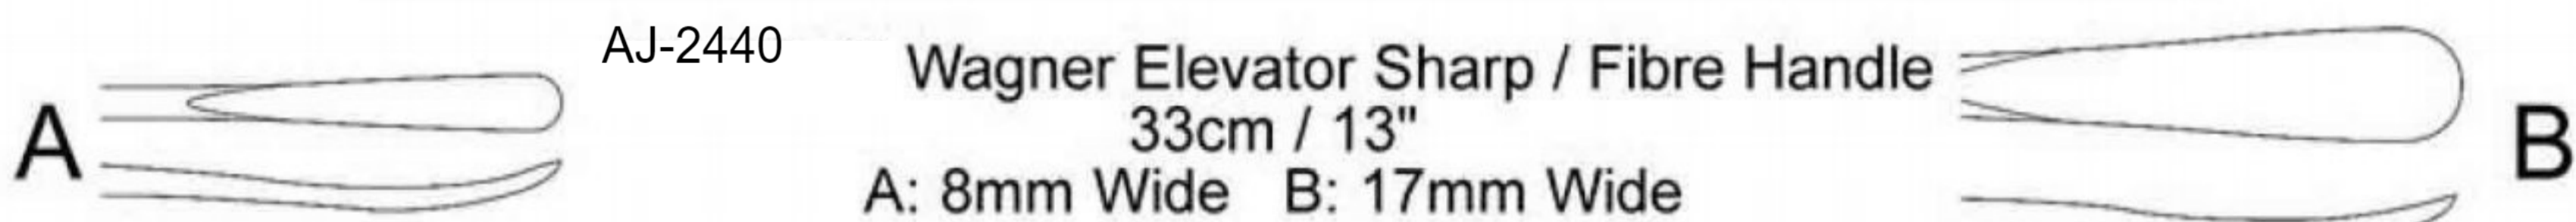 AJ-2440
Wagner Elevator Sharp / Fibre Handle
33cm / 13"
A
A: 8mm Wide B: 17mm Wide
B